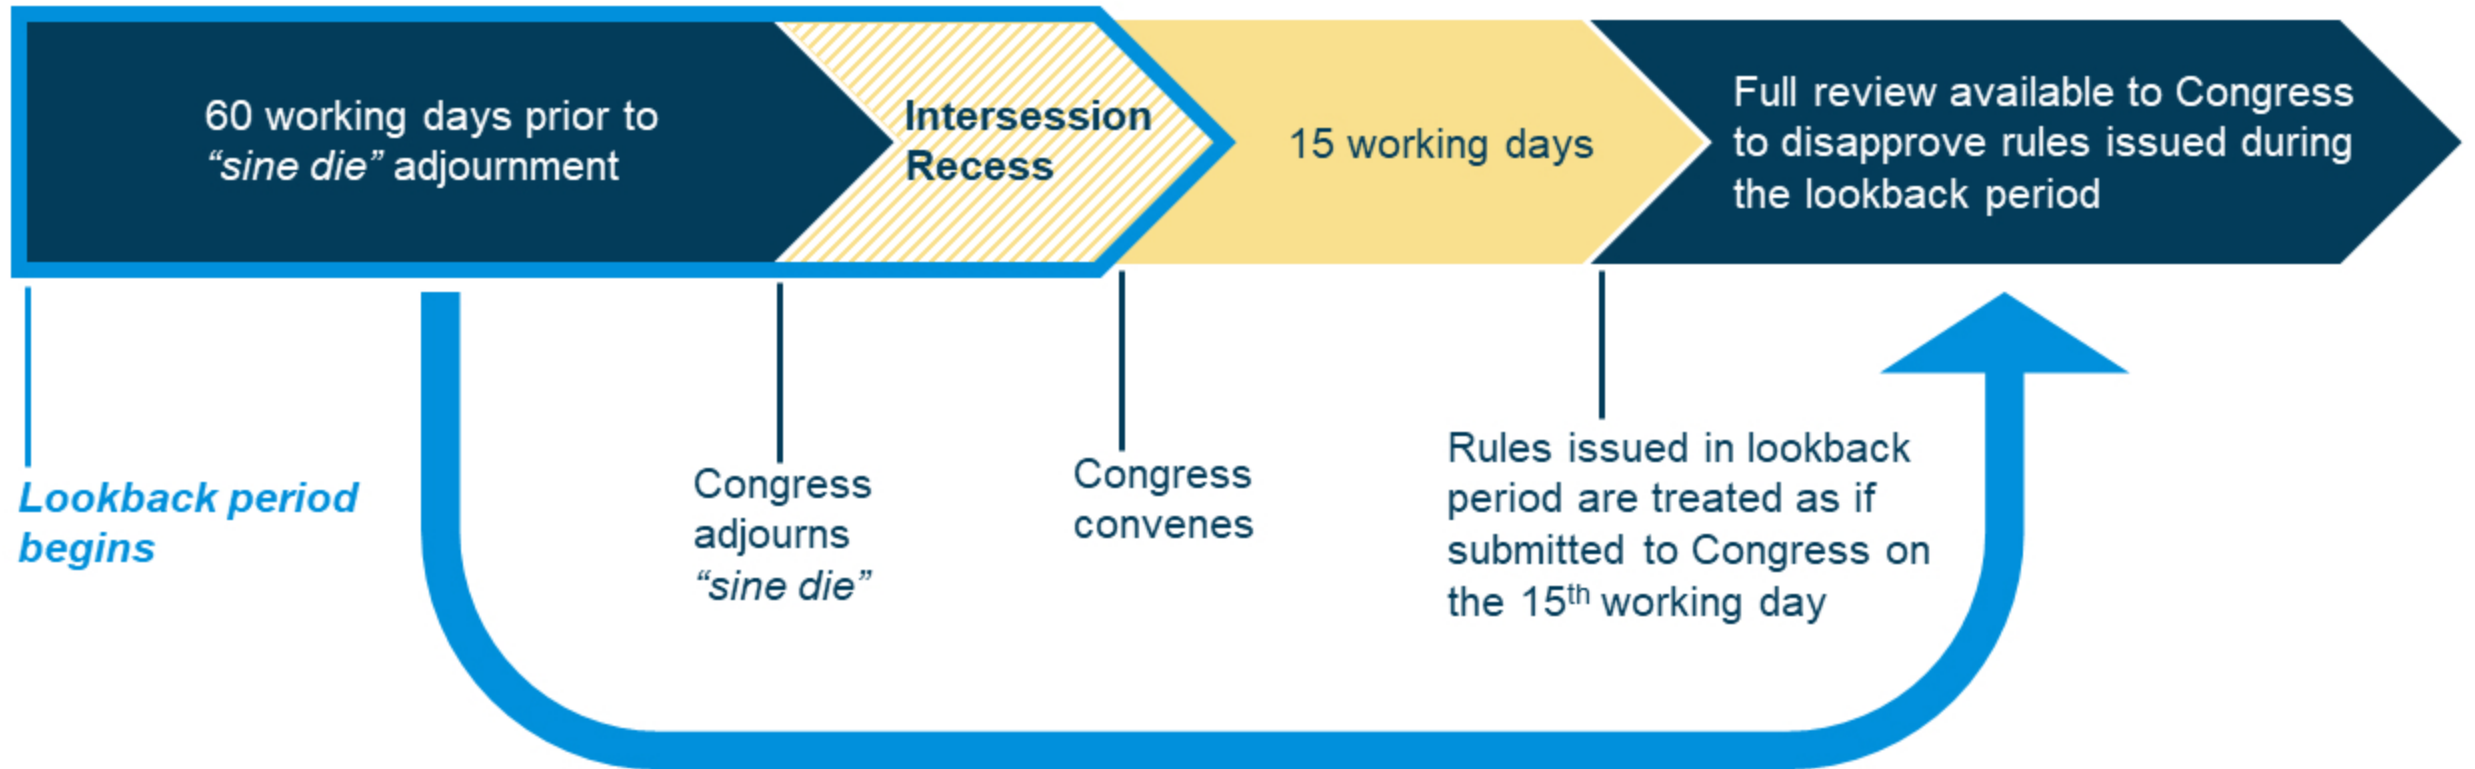 60 working days prior to
“sine die” adjournment
Intersession
Recess
15 working days
Full review available to Congress
to disapprove rules issued during
the lookback period
Lookback period
begins
Congress
adjourns
“sine die”
Congress
convenes
Rules issued in lookback
period are treated as if
submitted to Congress on
the 15th working day